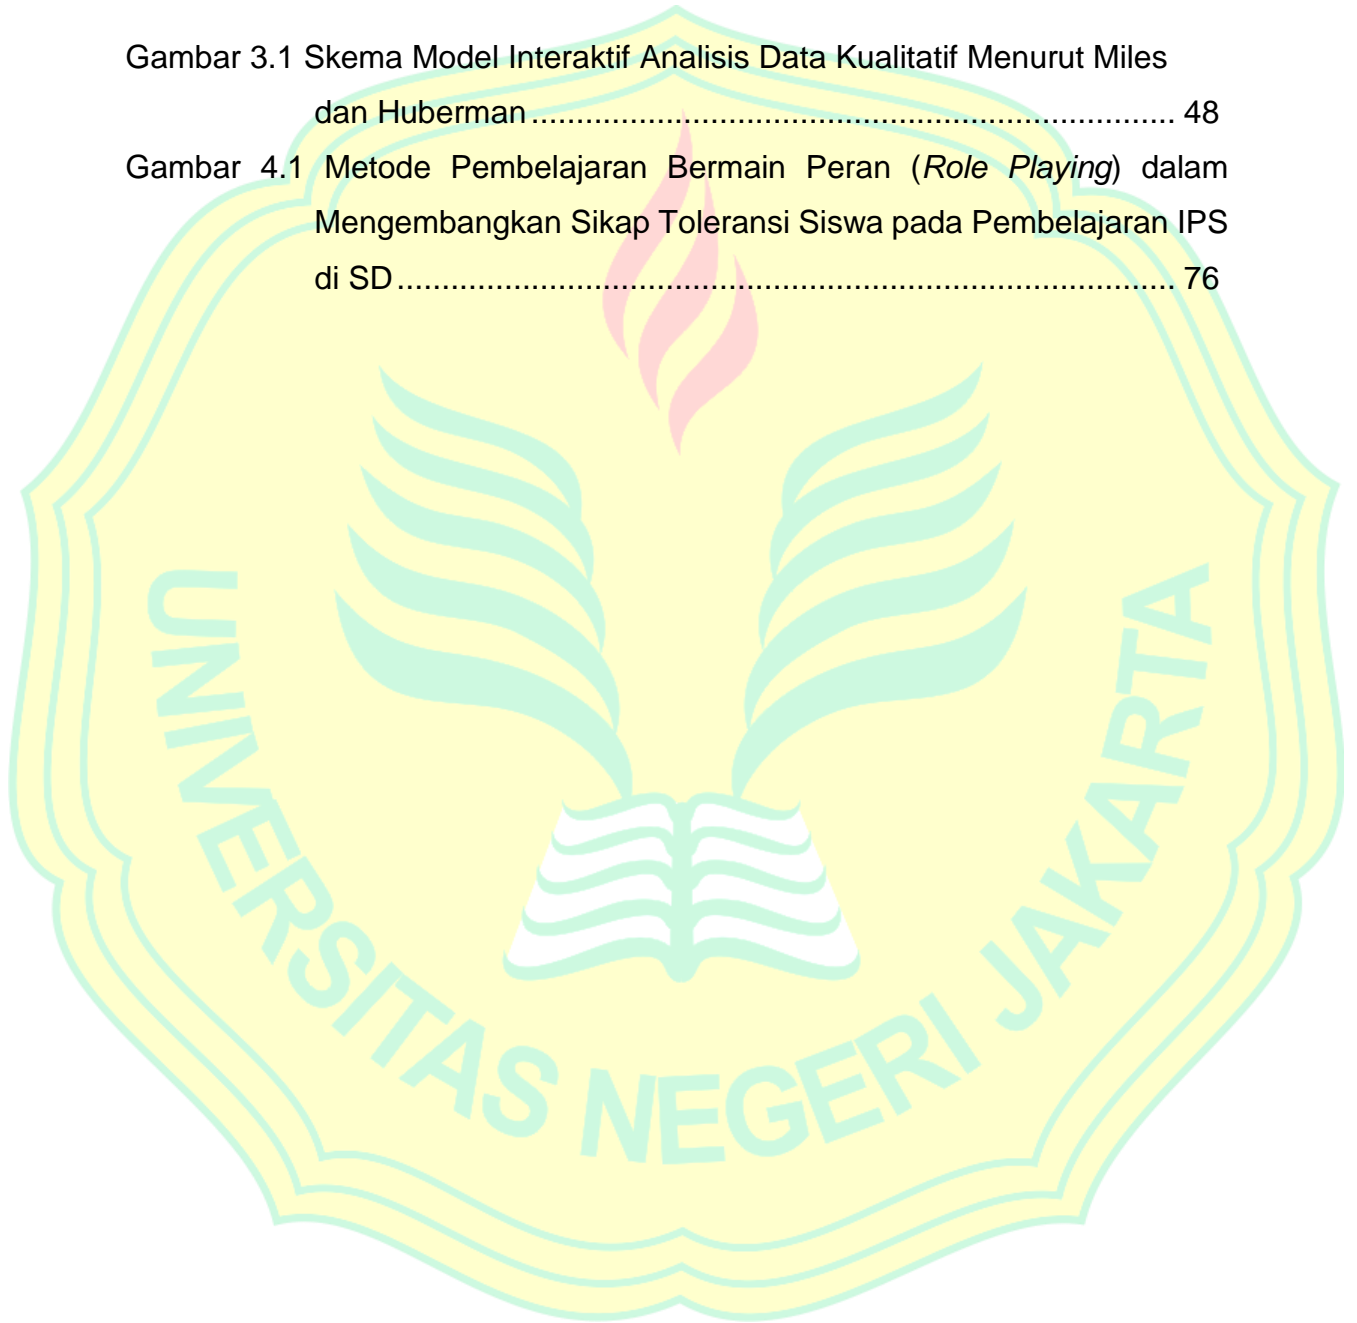 Gambar 3.1 Skema Model Interaktif Analisis Data Kualitatif Menurut Miles
dan Huberman ........................................................................ 48
Gambar 4.1 Metode Pembelajaran Bermain Peran (Role Playing) dalam
Mengembangkan Sikap Toleransi Siswa pada Pembelajaran IPS
di SD ....................................................................................... 76
UNIVERSITAS NEGERI JAKARTA